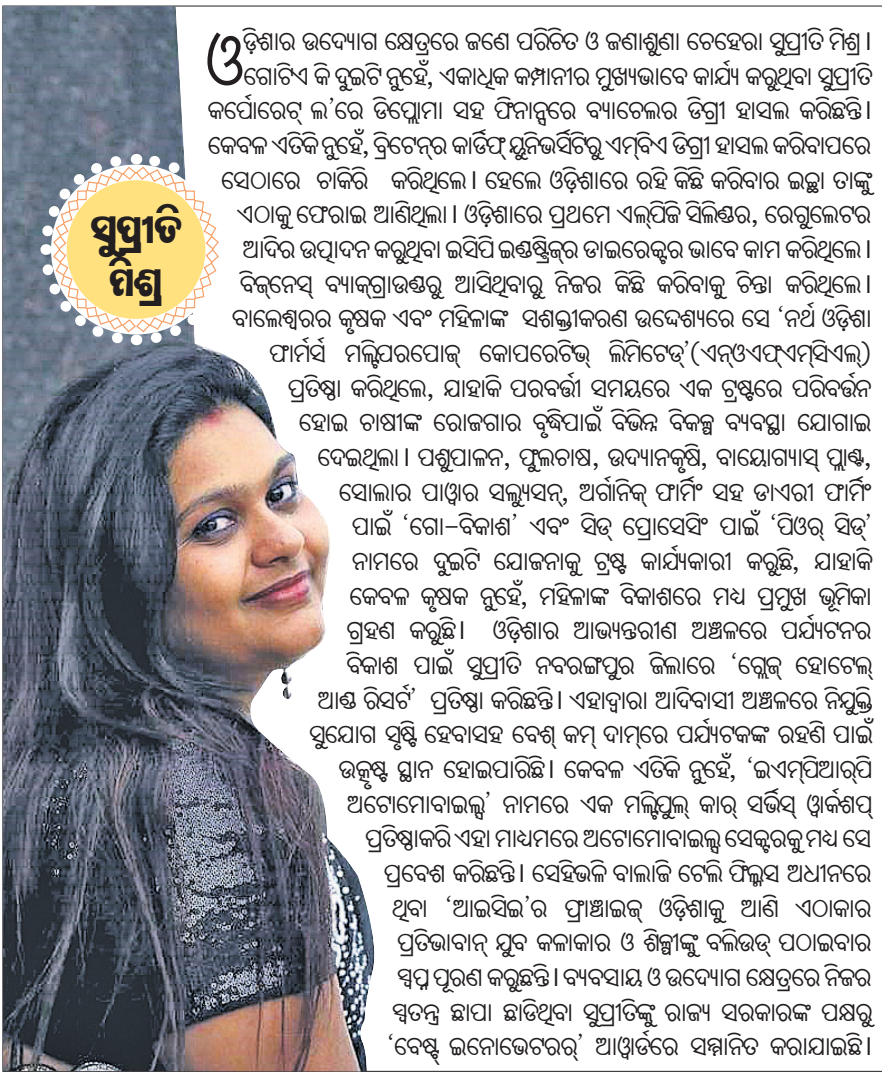 ସୁପ୍ରୀତି
ମିଶ୍ର
ଓଡ଼ିଶାର ଉଦ୍ୟୋଗ କ୍ଷେତ୍ରରେ ଜଣେ ପରିଚିତ ଓ ଜଣାଶୁଣା ଚେହେରା ସୁପ୍ରୀତି ମିଶ୍ର।
ଗୋଟିଏ କି ଦୁଇଟି ନୁହେଁ, ଏକାଧିକ କମ୍ପାନୀର ମୁଖ୍ୟଭାବେ କାର୍ଯ୍ୟ କରୁଥିବା ସୁପ୍ରୀତି
କର୍ପୋରେଟ୍ ଲ’ରେ ଡିପ୍ଲୋମା ସହ ଫିନାନ୍ସରେ ବ୍ୟାଚେଲର ଡିଗ୍ରୀ ହାସଲ କରିଛନ୍ତି।
କେବଳ ଏତିକି ନୁହେଁ, ବ୍ରିଟେନ୍‌ର କାର୍ଡିଫ୍ ୟୁନିଭର୍ସିଟିରୁ ଏମ୍‌ବିଏ ଡିଗ୍ରୀ ହାସଲ କରିବାପରେ
ସେଠାରେ ଚାକିରି କରିଥିଲେ। ହେଲେ ଓଡ଼ିଶାରେ ରହି କିଛି କରିବାର ଇଚ୍ଛା ତାଙ୍କୁ
ଏଠାକୁ ଫେରାଇ ଆଣିଥିଲା। ଓଡ଼ିଶାରେ ପ୍ରଥମେ ଏଲ୍‌ପିଜି ସିଲିଣ୍ଡର, ରେଗୁଲେଟର
ଆଦିର ଉତ୍ପାଦନ କରୁଥିବା ଇସିପି ଇଣ୍ଡଷ୍ଟ୍ରିଜ୍‌ର ଡାଇରେକ୍ଟର ଭାବେ କାମ କରିଥିଲେ।
ବିଜ୍‌ନେସ୍ ବ୍ୟାକ୍‌ଗ୍ରାଉଣ୍ଡରୁ ଆସିଥିବାରୁ ନିଜର କିଛି କରିବାକୁ ଚିନ୍ତା କରିଥିଲେ।
ବାଲେଶ୍ୱରର କୃଷକ ଏବଂ ମହିଳାଙ୍କ ସଶକ୍ତୀକରଣ ଉଦ୍ଦେଶ୍ୟରେ ସେ ‘ନର୍ଥ ଓଡ଼ିଶା
ଫାର୍ମର୍ସ ମଲ୍ଟିପରପୋଜ୍ କୋପରେଟିଭ୍ ଲିମିଟେଡ୍’(ଏନ୍‌ଓଏଫ୍‌ଏମ୍‌ସିଏଲ୍)
ପ୍ରତିଷ୍ଠା କରିଥିଲେ, ଯାହାକି ପରବର୍ତ୍ତୀ ସମୟରେ ଏକ ଟ୍ରଷ୍ଟରେ ପରିବର୍ତ୍ତନ
ହୋଇ ଚାଷୀଙ୍କ ରୋଜଗାର ବୃଦ୍ଧିପାଇଁ ବିଭିନ୍ନ ବିକଳ୍ପ ବ୍ୟବସ୍ଥା ଯୋଗାଇ
ଦେଇଥିଲା। ପଶୁପାଳନ, ଫୁଲଚାଷ, ଉଦ୍ୟାନକୃଷି, ବାୟୋଗ୍ୟାସ୍ ପ୍ଲାଣ୍ଟ,
ସୋଲାର ପାୱାର ସଲ୍ୟୁସନ୍, ଅର୍ଗାନିକ୍ ଫାର୍ମିଂ ସହ ଡାଏରୀ ଫାର୍ମିଂ
ପାଇଁ ‘ଗୋ-ବିକାଶ’ ଏବଂ ସିଡ୍ ପ୍ରୋସେସିଂ ପାଇଁ ‘ପିଓର୍ ସିଡ୍’
ନାମରେ ଦୁଇଟି ଯୋଜନାକୁ ଟ୍ରଷ୍ଟ କାର୍ଯ୍ୟକାରୀ କରୁଛି, ଯାହାକି
କେବଳ କୃଷକ ନୁହେଁ, ମହିଳାଙ୍କ ବିକାଶରେ ମଧ୍ୟ ପ୍ରମୁଖ ଭୂମିକା
ଗ୍ରହଣ କରୁଛି। ଓଡ଼ିଶାର ଆଭ୍ୟନ୍ତରୀଣ ଅଞ୍ଚଳରେ ପର୍ଯ୍ୟଟନର
ବିକାଶ ପାଇଁ ସୁପ୍ରୀତି ନବରଙ୍ଗପୁର ଜିଲାରେ ‘ଗ୍ଲେଜ୍ ହୋଟେଲ୍
ଆଣ୍ଡ ରିସର୍ଟ’ ପ୍ରତିଷ୍ଠା କରିଛନ୍ତି। ଏହାଦ୍ୱାରା ଆଦିବାସୀ ଅଞ୍ଚଳରେ ନିଯୁକ୍ତି
ସୁଯୋଗ ସୃଷ୍ଟି ହେବାସହ ବେଶ୍ କମ୍ ଦାମ୍‌ରେ ପର୍ଯ୍ୟଟକଙ୍କ ରହଣି ପାଇଁ
ଉତ୍କୃଷ୍ଟ ସ୍ଥାନ ହୋଇପାରିଛି। କେବଳ ଏତିକି ନୁହେଁ, ‘ଇଏମ୍‌ପିଆର୍‌ପି
ଅଟୋମୋବାଇଲ୍ସ’ ନାମରେ ଏକ ମଲ୍ଟିପୁଲ୍ କାର୍ ସର୍ଭିସ୍ ୱାର୍କଶପ୍
ପ୍ରତିଷ୍ଠାକରି ଏହା ମାଧ୍ୟମରେ ଅଟୋମୋବାଇଲ୍ସ ସେକ୍ଟରକୁ ମଧ୍ୟ ସେ
ପ୍ରବେଶ କରିଛନ୍ତି। ସେହିଭଳି ବାଲାଜି ଟେଲି ଫିଲ୍ମସ ଅଧୀନରେ
ଥିବା ‘ଆଇସିଇ’ର ଫ୍ରାଞ୍ଚାଇଜ୍ ଓଡ଼ିଶାକୁ ଆଣି ଏଠାକାର
ପ୍ରତିଭାବାନ୍ ଯୁବ କଳାକାର ଓ ଶିଳ୍ପୀଙ୍କୁ ବଲିଉଡ୍ ପଠାଇବାର
ସ୍ୱପ୍ନ ପୂରଣ କରୁଛନ୍ତି। ବ୍ୟବସାୟ ଓ ଉଦ୍ୟୋଗ କ୍ଷେତ୍ରରେ ନିଜର
ସ୍ୱତନ୍ତ୍ର ଛାପା ଛାଡିଥିବା ସୁପ୍ରୀତିଙ୍କୁ ରାଜ୍ୟ ସରକାରଙ୍କ ପକ୍ଷରୁ
‘ବେଷ୍ଟ୍ ଇନୋଭେଟରର୍’ ଆୱାର୍ଡରେ ସମ୍ମାନିତ କରାଯାଇଛି।